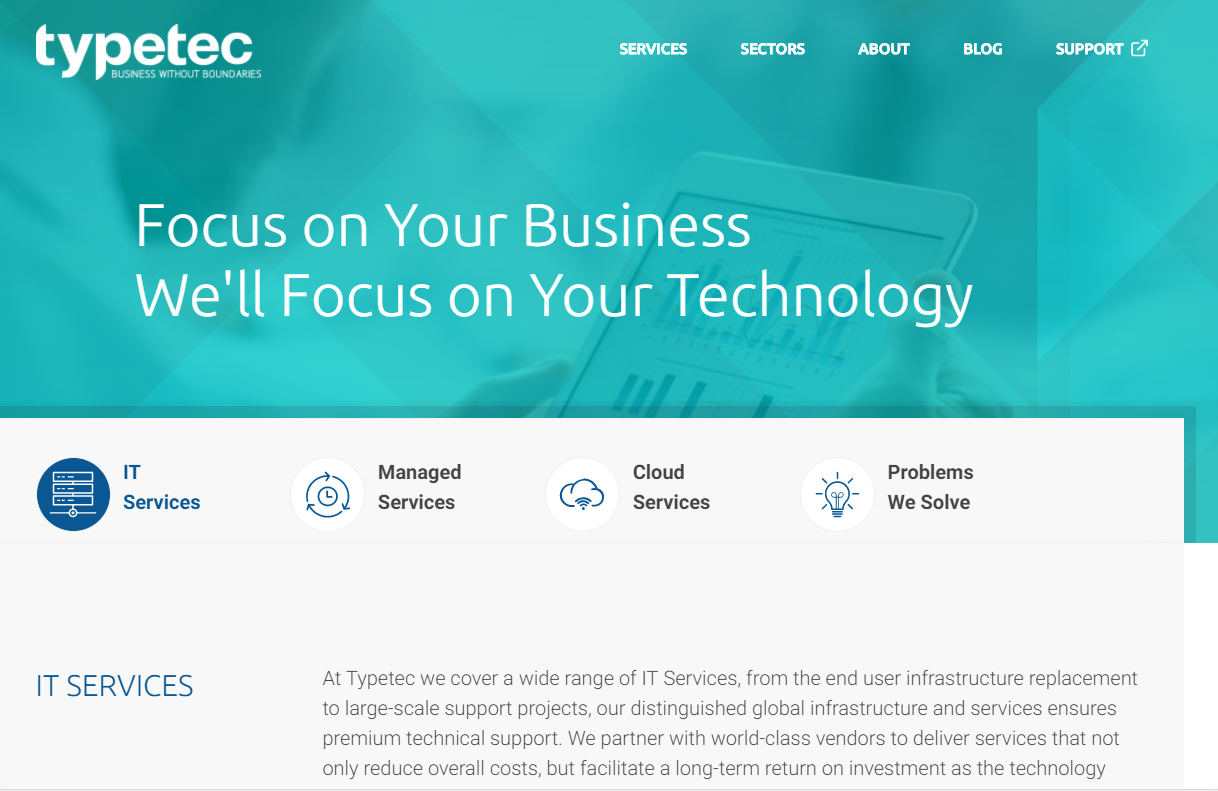 typetec
BUSINESS WITHOUT BOUNDARIES
SERVICES
SECTORS
ABOUT
BLOG
SUPPORT
Focus on Your Business
We'll Focus on Your Technology
IT
Services
Managed
Services
Cloud
Services
Problems
We Solve
IT SERVICES
At Typetec we cover a wide range of IT Services, from the end user infrastructure replacement
to large-scale support projects, our distinguished global infrastructure and services ensures
premium technical support. We partner with world-class vendors to deliver services that not
only reduce overall costs, but facilitate a long-term return on investment as the technology